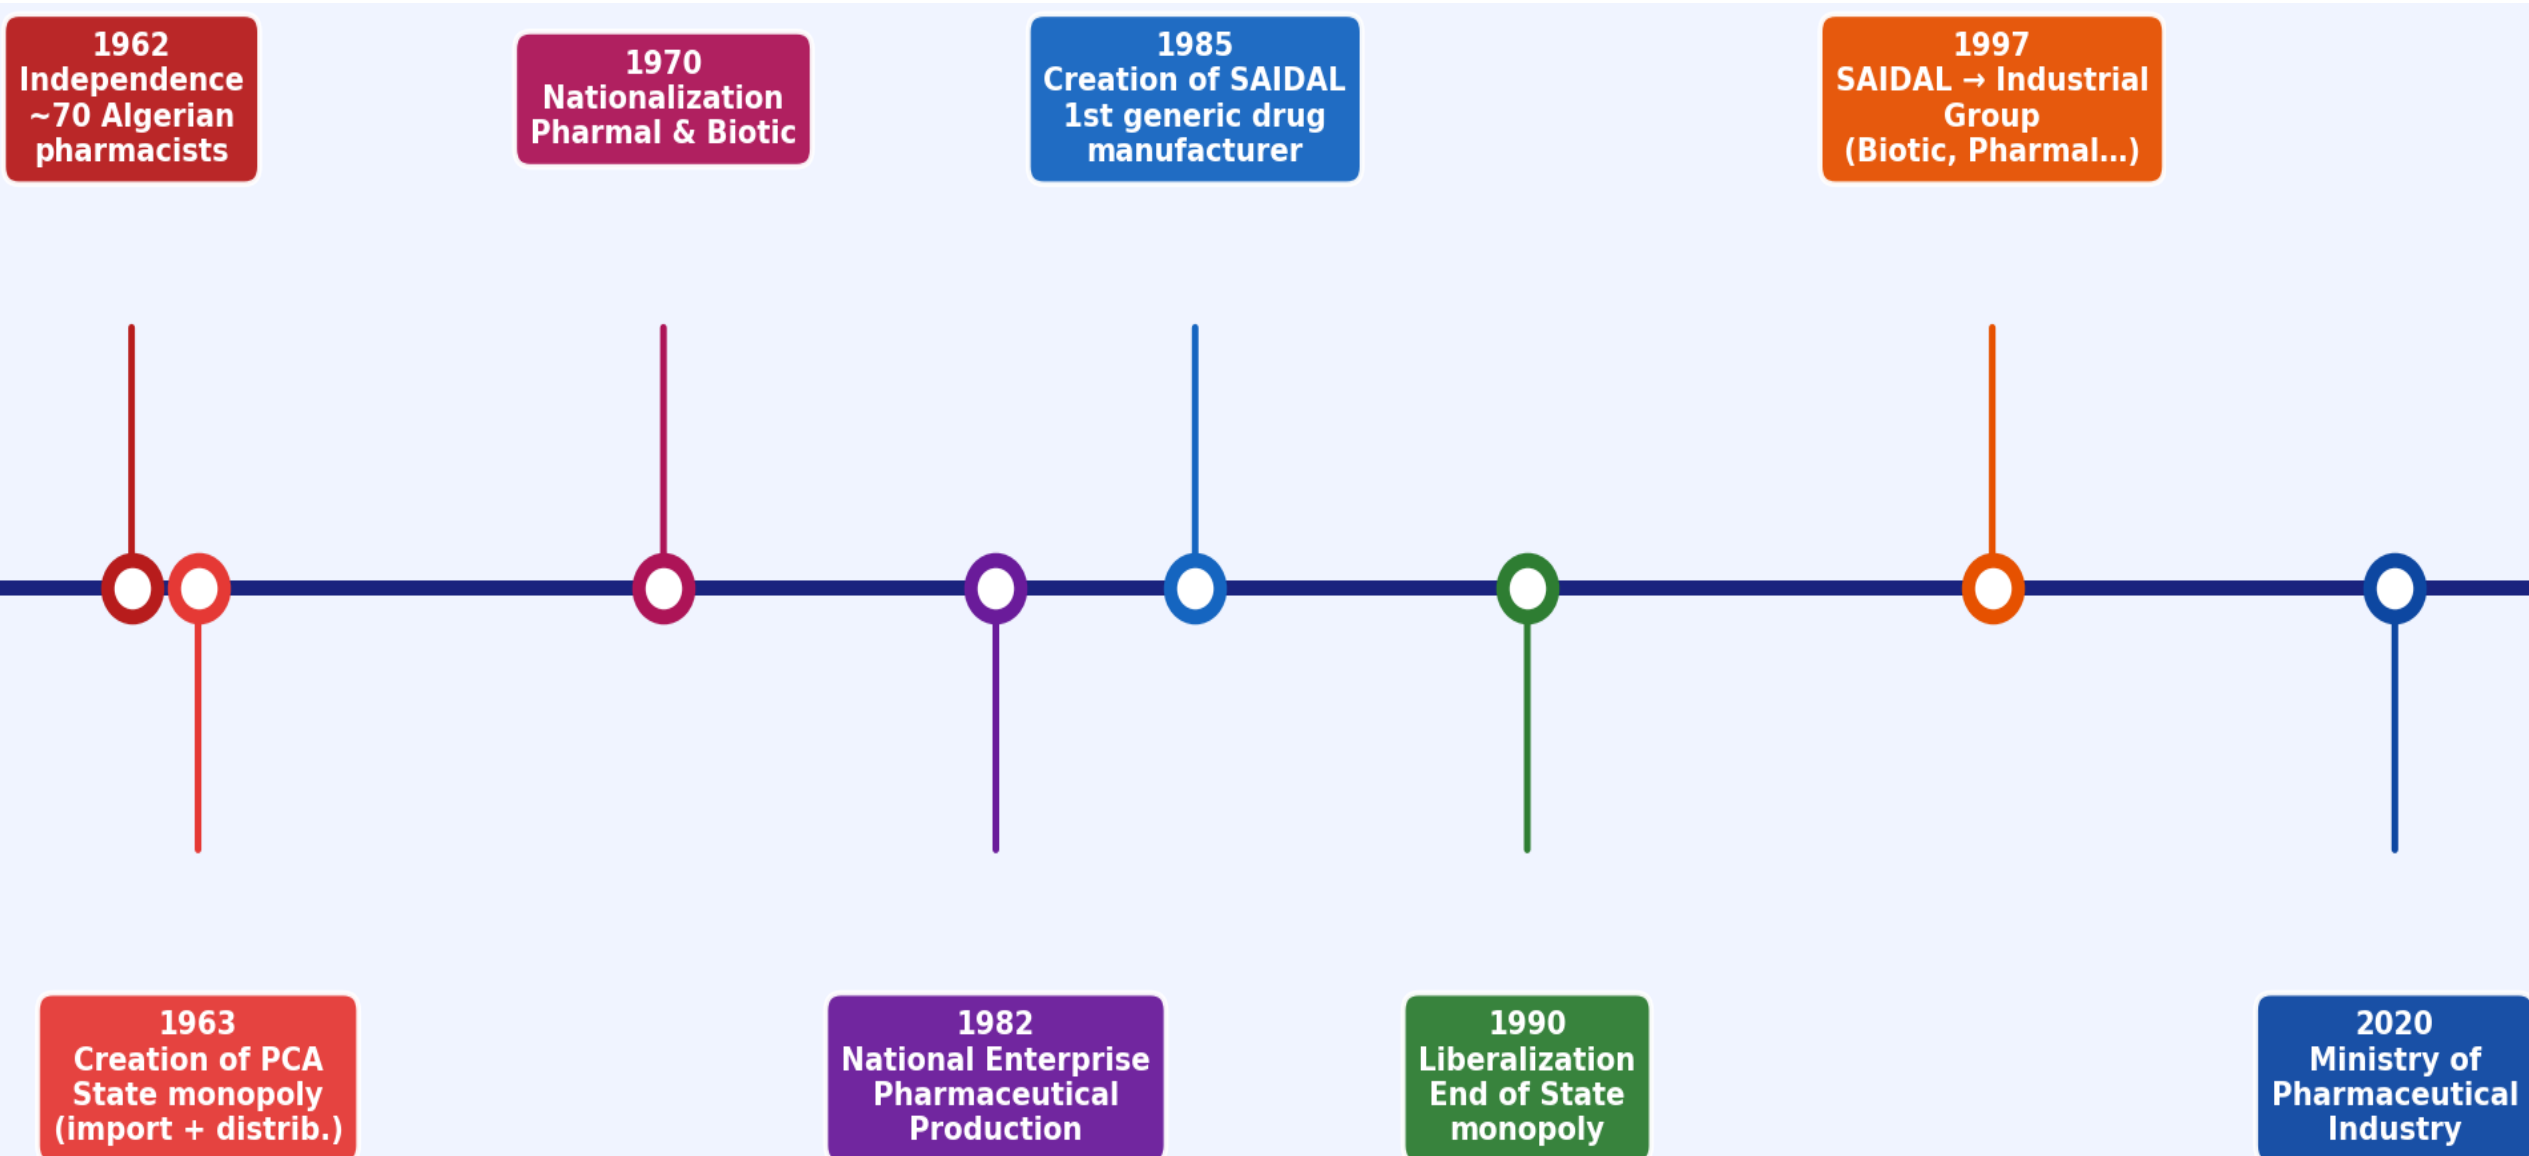 1962
Independence
~70 Algerian
pharmacists
1970
Nationalization
Pharmal & Biotic
1985
Creation of SAIDAL
1st generic drug
manufacturer
1997
SAIDAL → Industrial
Group
(Biotic, Pharmal...)
1963
Creation of PCA
State monopoly
(import + distrib.)
1982
National Enterprise
Pharmaceutical
Production
1990
Liberalization
End of State
monopoly
2020
Ministry of
Pharmaceutical
Industry